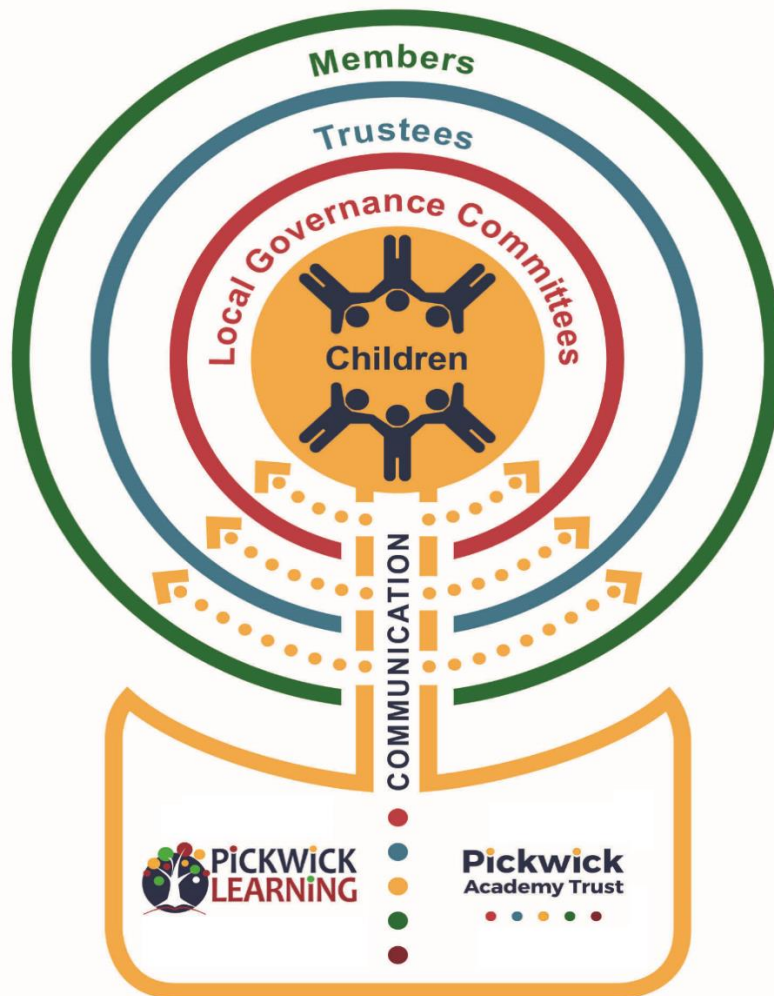 Members
Trustees
Local Governance Committees
Children
COMMUNICATION
PiCKWiCK
LEARNiNG
Pickwick
Academy Trust